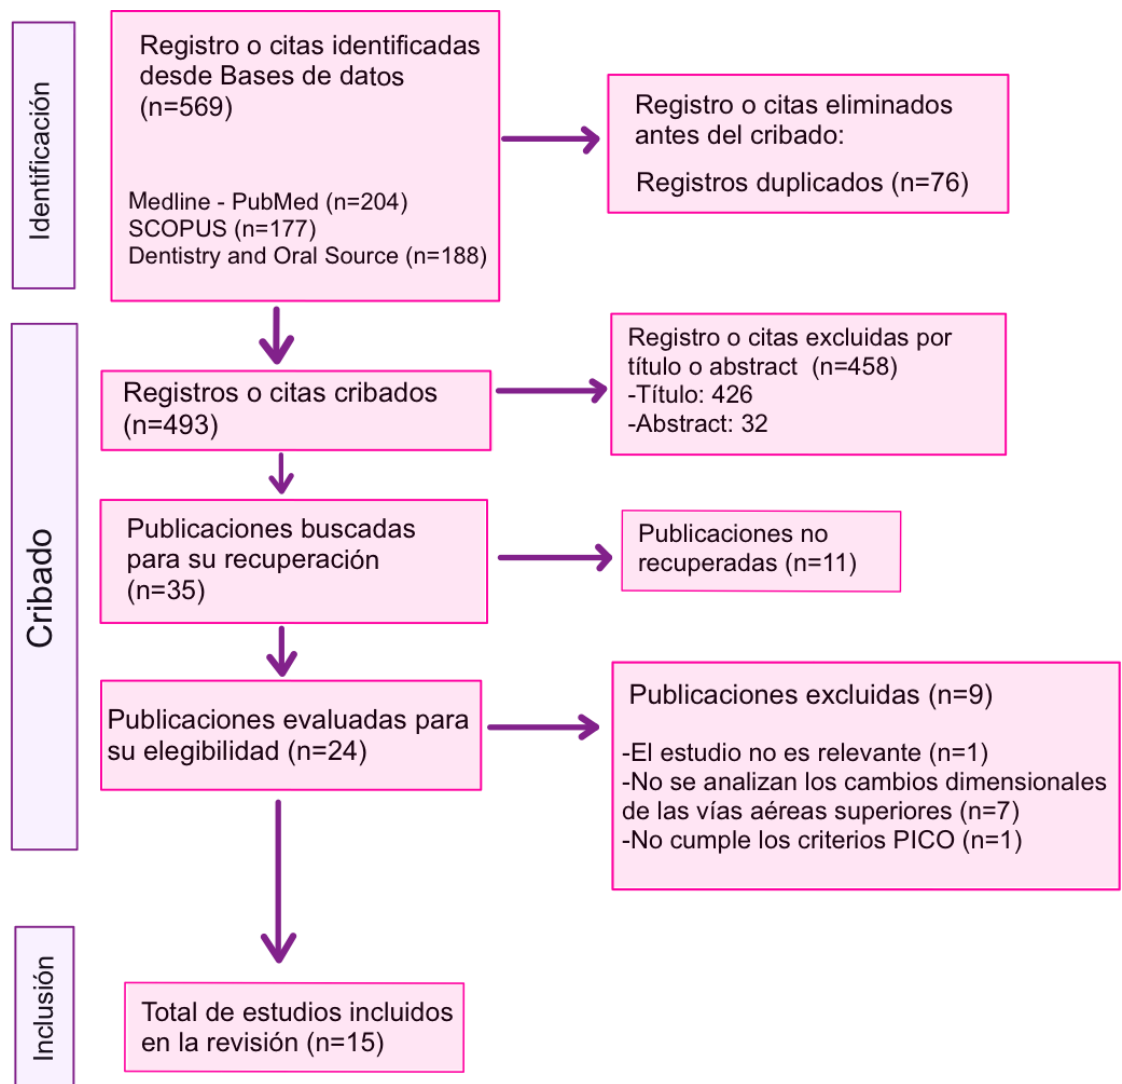 Identificación
Registro o citas identificadas
desde Bases de datos
(n=569)
Medline - PubMed (n=204)
SCOPUS (n=177)
Dentistry and Oral Source (n=188)
Registro o citas eliminados
antes del cribado:
Registros duplicados (n=76)
Cribado
Registros o citas cribados
(n=493)
Registro o citas excluidas por
título o abstract (n=458)
-Título: 426
-Abstract: 32
Publicaciones buscadas
para su recuperación
(n=35)
Publicaciones no
recuperadas (n=11)
Publicaciones evaluadas para
su elegibilidad (n=24)
Publicaciones excluidas (n=9)
-El estudio no es relevante (n=1)
-No se analizan los cambios dimensionales
de las vías aéreas superiores (n=7)
-No cumple los criterios PICO (n=1)
Inclusión
Total de estudios incluidos
en la revisión (n=15)